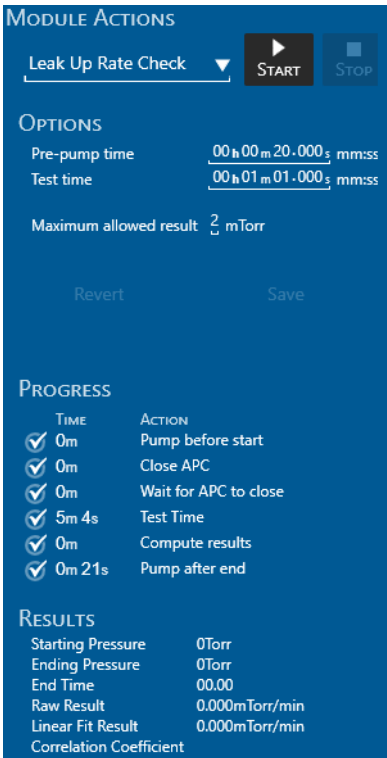 Module Actions
Leak Up Rate Check Start Stop
Options
Pre-pump time 00h00m20.000s mm:ss
Test time 00h01m01.000s mm:ss
Maximum allowed result 2 mTorr
Revert Save
Progress
Time Action
0m Pump before start
0m Close APC
0m Wait for APC to close
5m 4s Test Time
0m Compute results
0m 21s Pump after end
Results
Starting Pressure 0Torr
Ending Pressure 0Torr
End Time 00.00
Raw Result 0.000mTorr/min
Linear Fit Result 0.000mTorr/min
Correlation Coefficient